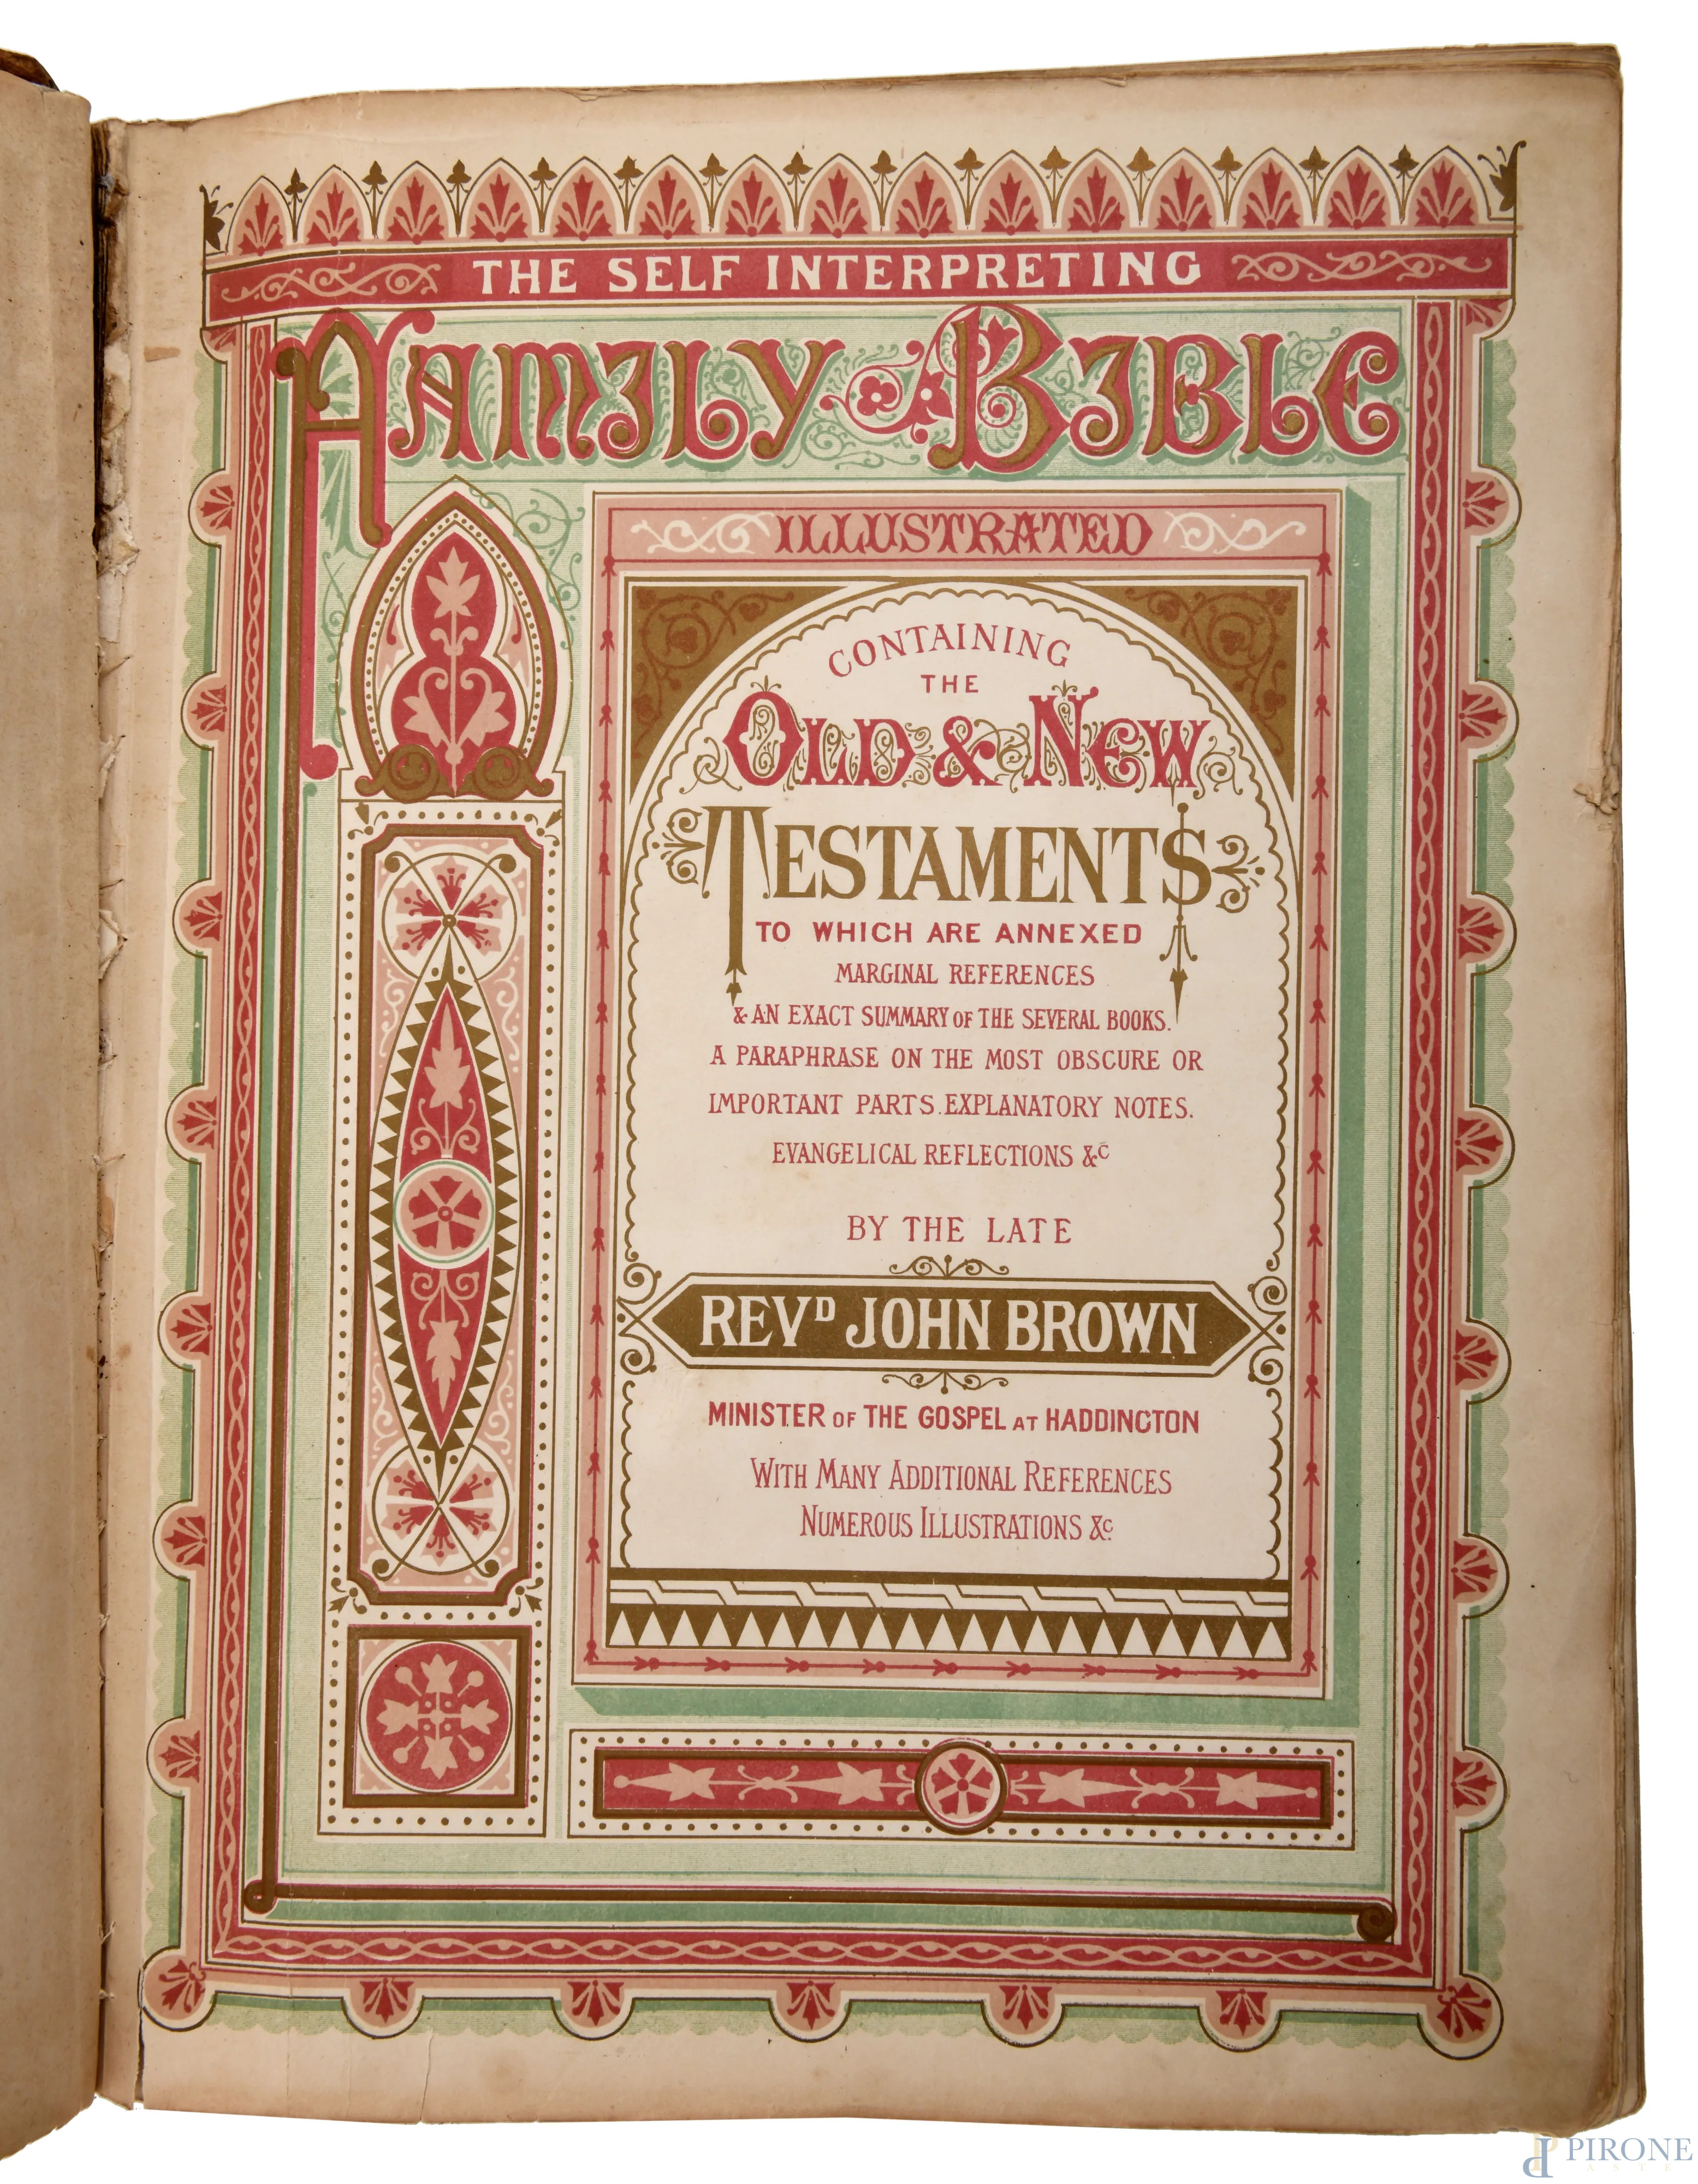 THE SELF INTERPRETING
FAMILY BIBLE
ILLUSTRATED
CONTAINING
THE
OLD & NEW
TESTAMENTS
TO WHICH ARE ANNEXED
MARGINAL REFERENCES
& AN EXACT SUMMARY OF THE SEVERAL BOOKS.
A PARAPHRASE ON THE MOST OBSCURE OR
IMPORTANT PARTS. EXPLANATORY NOTES.
EVANGELICAL REFLECTIONS &C
BY THE LATE
REVD JOHN BROWN
MINISTER OF THE GOSPEL AT HADDINGTON
WITH MANY ADDITIONAL REFERENCES
NUMEROUS ILLUSTRATIONS &c.
PIRONE
ASTE